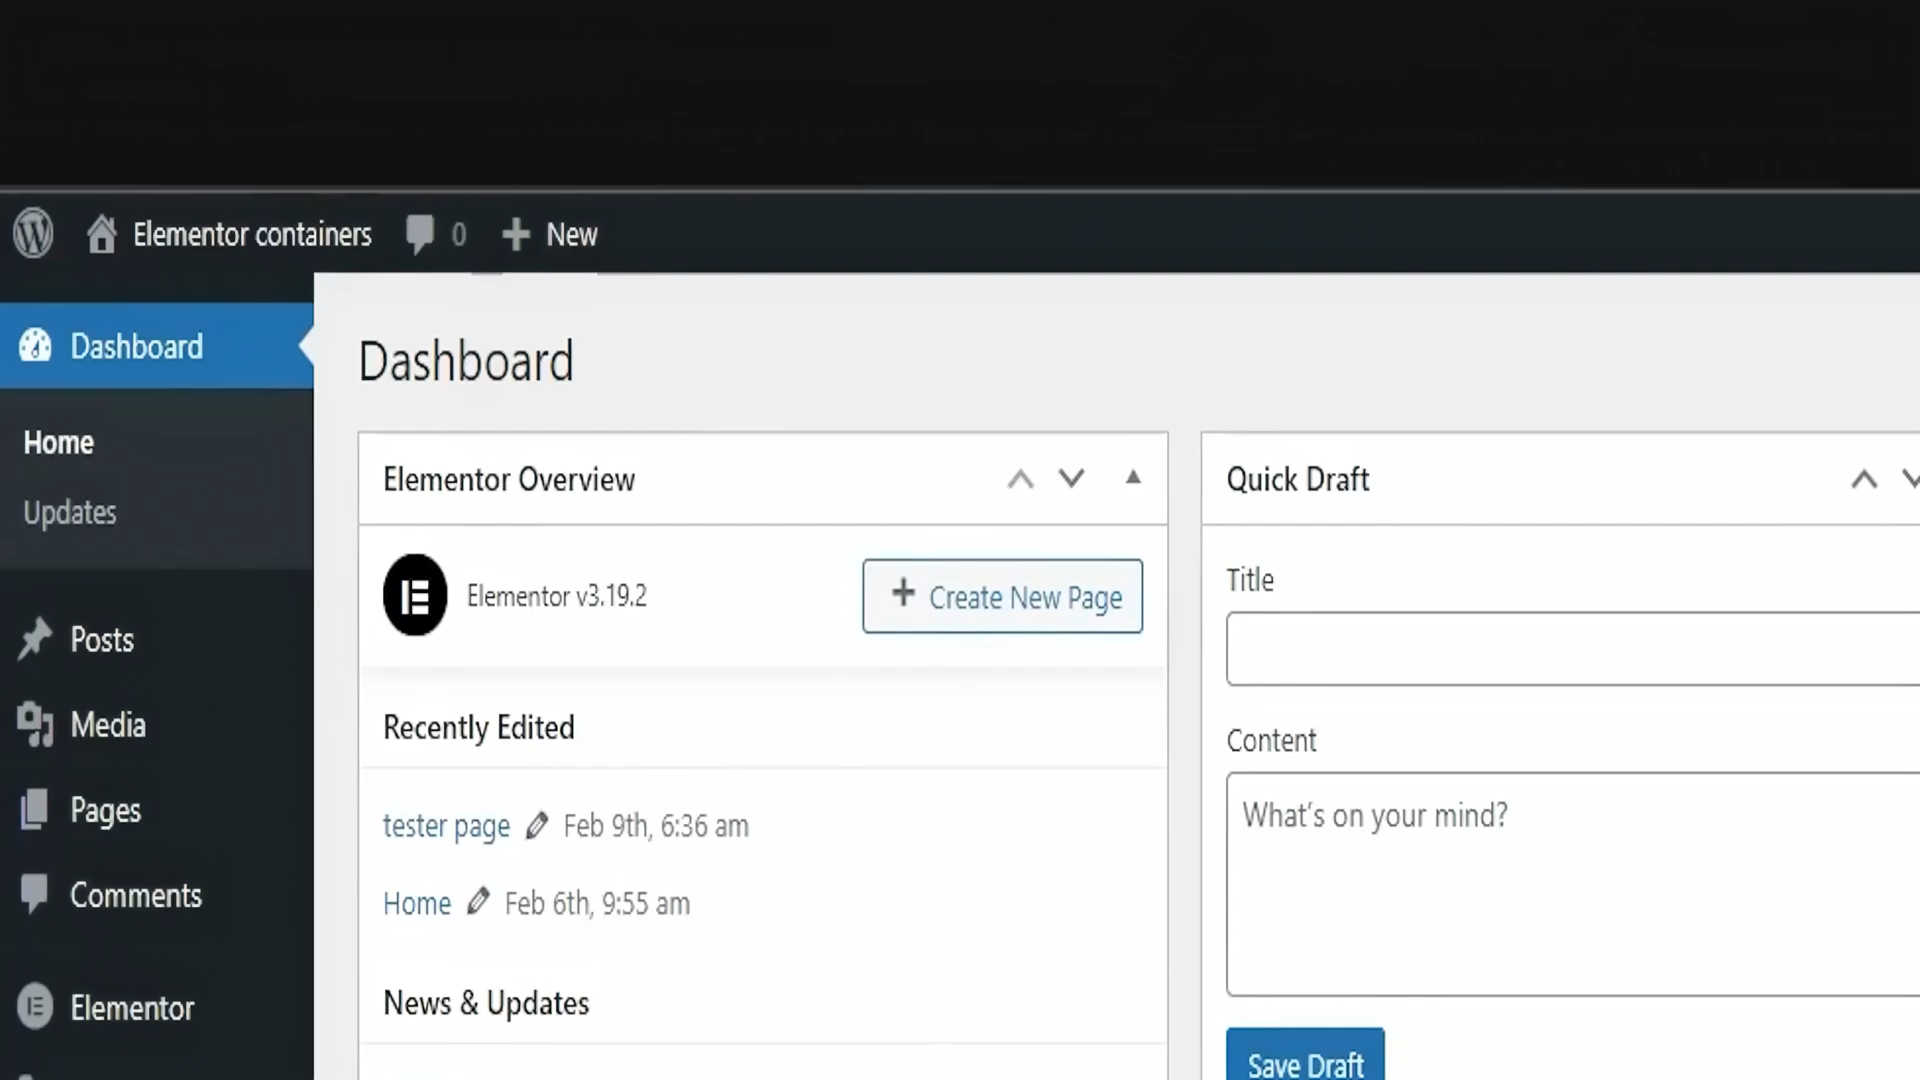 Elementor containers 0 New
Dashboard
Home
Updates
Posts
Media
Pages
Comments
Elementor
Dashboard
Elementor Overview
Elementor v3.19.2
Create New Page
Recently Edited
tester page Feb 9th, 6:36 am
Home Feb 6th, 9:55 am
News & Updates
Quick Draft
Title
Content
What's on your mind?
Save Draft